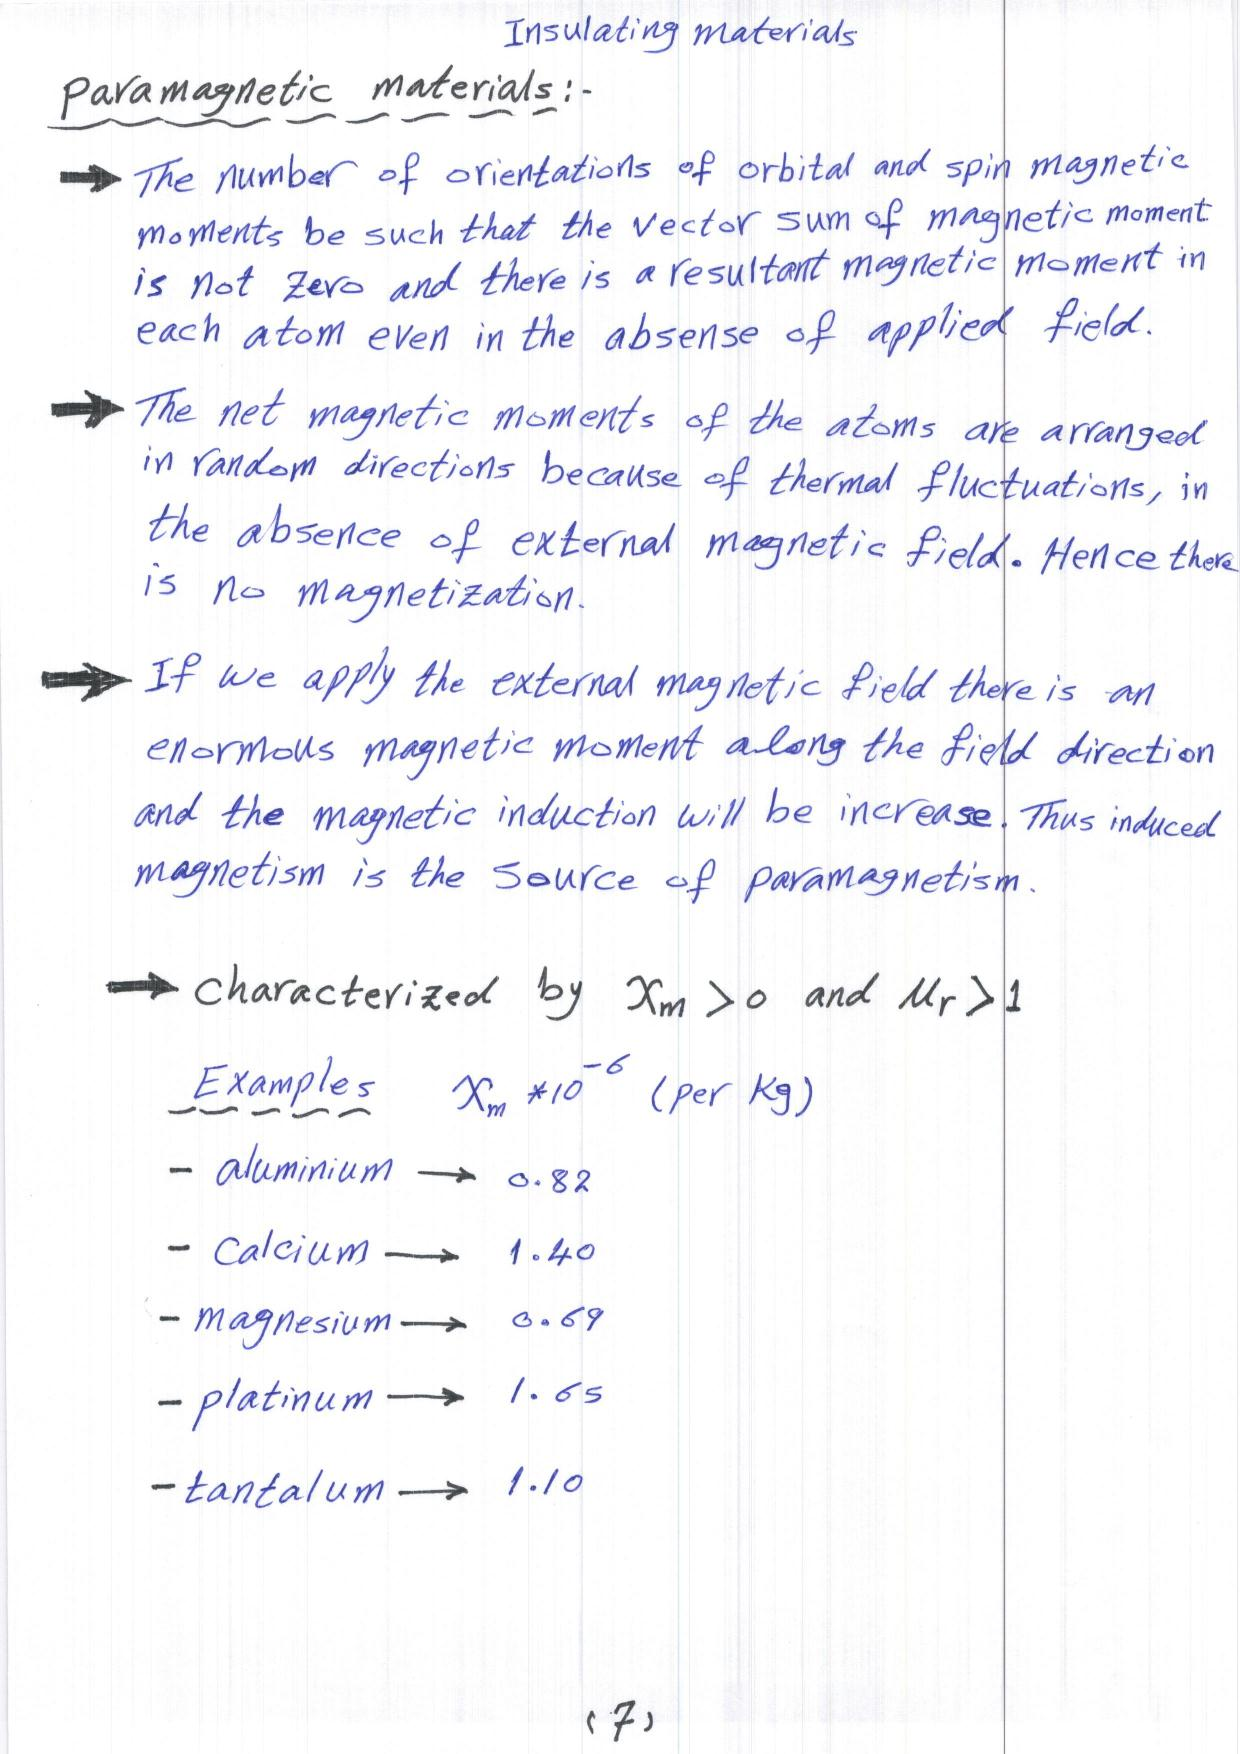 Insulating materials
Paramagnetic materials:-
→ The number of orientations of orbital and spin magnetic
moments be such that the vector sum of magnetic moment
is not zero and there is a resultant magnetic moment in
each atom even in the absense of applied field.
→ The net magnetic moments of the atoms are arranged
in random directions because of thermal fluctuations, in
the absence of external magnetic field. Hence there
is no magnetization.
→ If we apply the external magnetic field there is an
enormous magnetic moment along the field direction
and the magnetic induction will be increase. Thus induced
magnetism is the source of paramagnetism.
→ characterized by χm > 0 and μr > 1
Examples χm *10⁻⁶ (per Kg)
- aluminium → 0.82
- Calcium → 1.40
- magnesium → 0.69
- platinum → 1.65
- tantalum → 1.10
(7)